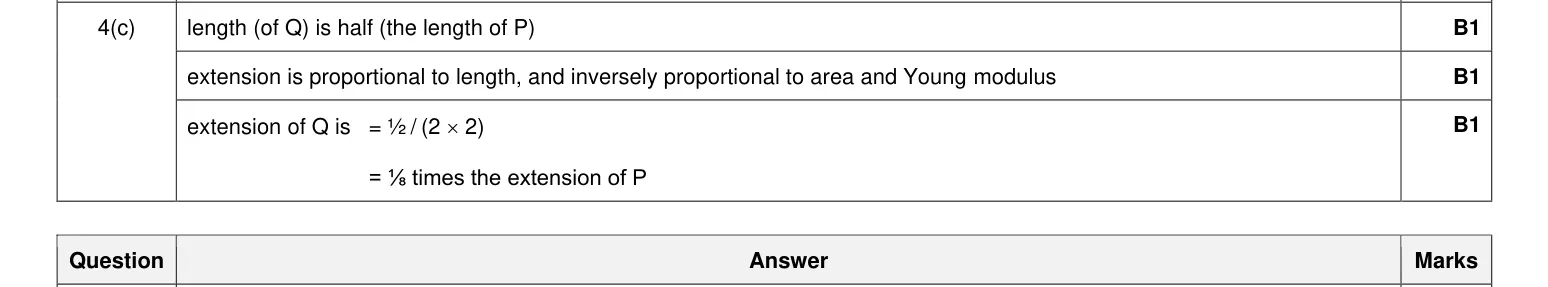 4(c) length (of Q) is half (the length of P) B1
extension is proportional to length, and inversely proportional to area and Young modulus B1
extension of Q is = ½ / (2 × 2) B1
= ⅛ times the extension of P
Question Answer Marks